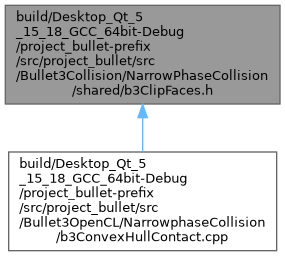 build/Desktop_Qt_5
_15_18_GCC_64bit-Debug
/project_bullet-prefix
/src/project_bullet/src
/Bullet3Collision/NarrowPhaseCollision
/shared/b3ClipFaces.h
build/Desktop_Qt_5
_15_18_GCC_64bit-Debug
/project_bullet-prefix
/src/project_bullet/src
/Bullet3OpenCL/NarrowphaseCollision
/b3ConvexHullContact.cpp